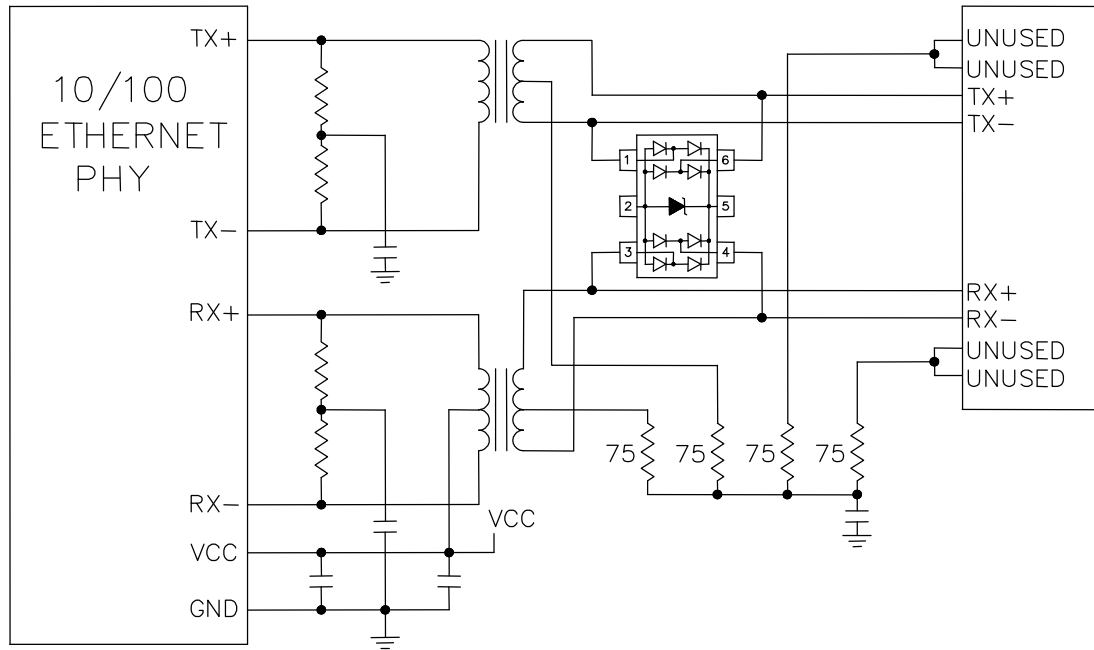 10/100
ETHERNET
PHY
TX+
TX-
RX+
RX-
VCC
GND
VCC
1
2
3
6
5
4
75
75
75
75
UNUSED
UNUSED
TX+
TX-
RX+
RX-
UNUSED
UNUSED